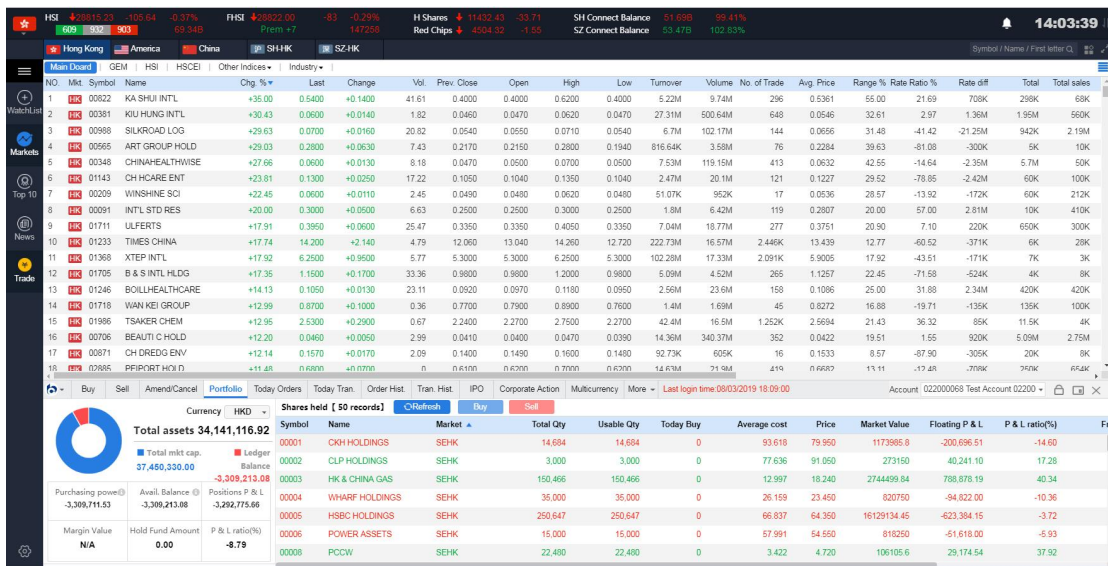 HSI 28815.23 -105.64 -0.37% FHSI 28822.00 -83 -0.29% H Shares 11432.43 -33.71 SH Connect Balance 51.69B 99.41%
609 932 903 69.34B Prem +7 147256 Red Chips 4504.32 -1.55 SZ Connect Balance 53.47B 102.83%
14:03:39
Hong Kong America China SH-HK SZ-HK Symbol / Name / First letter
Main Board GEM HSI HSCEI Other Indices Industry
NO. Mkt. Symbol Name Chg. % Last Change Vol. Prev. Close Open High Low Turnover Volume No. of Trade Avg. Price Range % Rate Ratio % Rate diff Total Total sales
1 HK 00822 KA SHUI INT'L +35.00 0.5400 +0.1400 41.61 0.4000 0.4000 0.6200 0.4000 5.22M 9.74M 296 0.5361 55.00 21.69 708K 298K 68K
2 HK 00381 KIU HUNG INT'L +30.43 0.0600 +0.0140 1.82 0.0460 0.0470 0.0620 0.0470 27.31M 500.64M 648 0.0546 32.61 2.97 1.36M 1.95M 560K
3 HK 00988 SILKROAD LOG +29.63 0.0700 +0.0160 20.82 0.0540 0.0550 0.0710 0.0540 6.7M 102.17M 144 0.0656 31.48 -41.42 -21.25M 942K 2.19M
4 HK 00565 ART GROUP HOLD +29.03 0.2800 +0.0630 7.43 0.2170 0.2150 0.2800 0.1940 816.64K 3.58M 76 0.2284 39.63 -81.08 -300K 5K 10K
5 HK 00348 CHINAHEALTHWISE +27.66 0.0600 +0.0130 8.18 0.0470 0.0500 0.0700 0.0500 7.53M 119.15M 413 0.0632 42.55 -14.64 -2.35M 5.7M 50K
6 HK 01143 CH HCARE ENT +23.81 0.1300 +0.0250 17.22 0.1050 0.1040 0.1350 0.1040 2.47M 20.1M 121 0.1227 29.52 -78.85 -2.42M 60K 100K
7 HK 00209 WINSHINE SCI +22.45 0.0600 +0.0110 2.45 0.0490 0.0480 0.0620 0.0480 51.07K 952K 17 0.0536 28.57 -13.92 -172K 60K 212K
8 HK 00091 INT'L STD RES +20.00 0.3000 +0.0500 6.63 0.2500 0.2500 0.3000 0.2500 1.8M 6.42M 119 0.2807 20.00 57.00 2.81M 10K 410K
9 HK 01711 ULFERTS +17.91 0.3950 +0.0600 25.47 0.3350 0.3350 0.4050 0.3350 7.04M 18.77M 277 0.3751 20.90 7.10 220K 650K 300K
10 HK 01233 TIMES CHINA +17.74 14.200 +2.140 4.79 12.060 13.040 14.260 12.720 222.73M 16.57M 2.446K 13.439 12.77 -60.52 -371K 6K 28K
11 HK 01368 XTEP INT'L +17.92 6.2500 +0.9500 5.77 5.3000 5.3000 6.2500 5.3000 102.28M 17.33M 2.091K 5.9005 17.92 -43.51 -171K 7K 3K
12 HK 01705 B & S INTL HLDG +17.35 1.1500 +0.1700 33.36 0.9800 0.9800 1.2000 0.9800 5.09M 4.52M 265 1.1257 22.45 -71.58 -524K 4K 8K
13 HK 01246 BOILLHEALTHCARE +14.13 0.1050 +0.0130 23.11 0.0920 0.0970 0.1180 0.0950 2.56M 23.6M 158 0.1086 25.00 31.88 2.34M 420K 420K
14 HK 01718 WAN KEI GROUP +12.99 0.8700 +0.1000 0.36 0.7700 0.7900 0.8900 0.7600 1.4M 1.69M 45 0.8272 16.88 -19.71 -135K 135K 100K
15 HK 01986 TSAKER CHEM +12.95 2.5300 +0.2900 0.67 2.2400 2.2700 2.7500 2.2700 42.4M 16.5M 1.252K 2.5694 21.43 36.32 85K 11.5K 4K
16 HK 00706 BEAUTI C HOLD +12.20 0.0460 +0.0050 2.99 0.0410 0.0400 0.0470 0.0390 14.36M 340.37M 352 0.0422 19.51 1.55 920K 5.09M 2.75M
17 HK 00871 CH DREDG ENV +12.14 0.1570 +0.0170 2.09 0.1400 0.1490 0.1600 0.1480 92.73K 605K 16 0.1533 8.57 -87.90 -305K 20K 8K
18 HK 02885 PEIPORT HOLD +11.48 0.6800 +0.0700 0 0.6100 0.6200 0.7000 0.6200 14.63M 21.9M 419 0.6682 13.11 -12.48 -708K 250K 654K
WatchList
Markets
Top 10
News
Trade
Buy Sell Amend/Cancel Portfolio Today Orders Today Tran. Order Hist. Tran. Hist. IPO Corporate Action Multicurrency More Last login time:08/03/2019 18:09:00 Account 022000068 Test Account 02200
Currency HKD
Total assets 34,141,116.92
Total mkt cap. Ledger Balance
37,450,330.00 -3,309,213.08
Purchasing powe Avail. Balance Positions P & L
-3,309,711.53 -3,309,213.08 -3,292,775.66
Margin Value Hold Fund Amount P & L ratio(%)
N/A 0.00 -8.79
Shares held [ 50 records] Refresh Buy Sell
Symbol Name Market Total Qty Usable Qty Today Buy Average cost Price Market Value Floating P & L P & L ratio(%)
00001 CKH HOLDINGS SEHK 14,684 14,684 0 93.618 79.950 1173985.8 -200,696.51 -14.60
00002 CLP HOLDINGS SEHK 3,000 3,000 0 77.636 91.050 273150 40,241.10 17.28
00003 HK & CHINA GAS SEHK 150,466 150,466 0 12.997 18.240 2744499.84 788,878.19 40.34
00004 WHARF HOLDINGS SEHK 35,000 35,000 0 26.159 23.450 820750 -94,822.00 -10.36
00005 HSBC HOLDINGS SEHK 250,647 250,647 0 66.837 64.350 16129134.45 -623,384.15 -3.72
00006 POWER ASSETS SEHK 15,000 15,000 0 57.991 54.550 818250 -51,618.00 -5.93
00008 PCCW SEHK 22,480 22,480 0 3.422 4.720 106105.6 29,174.54 37.92